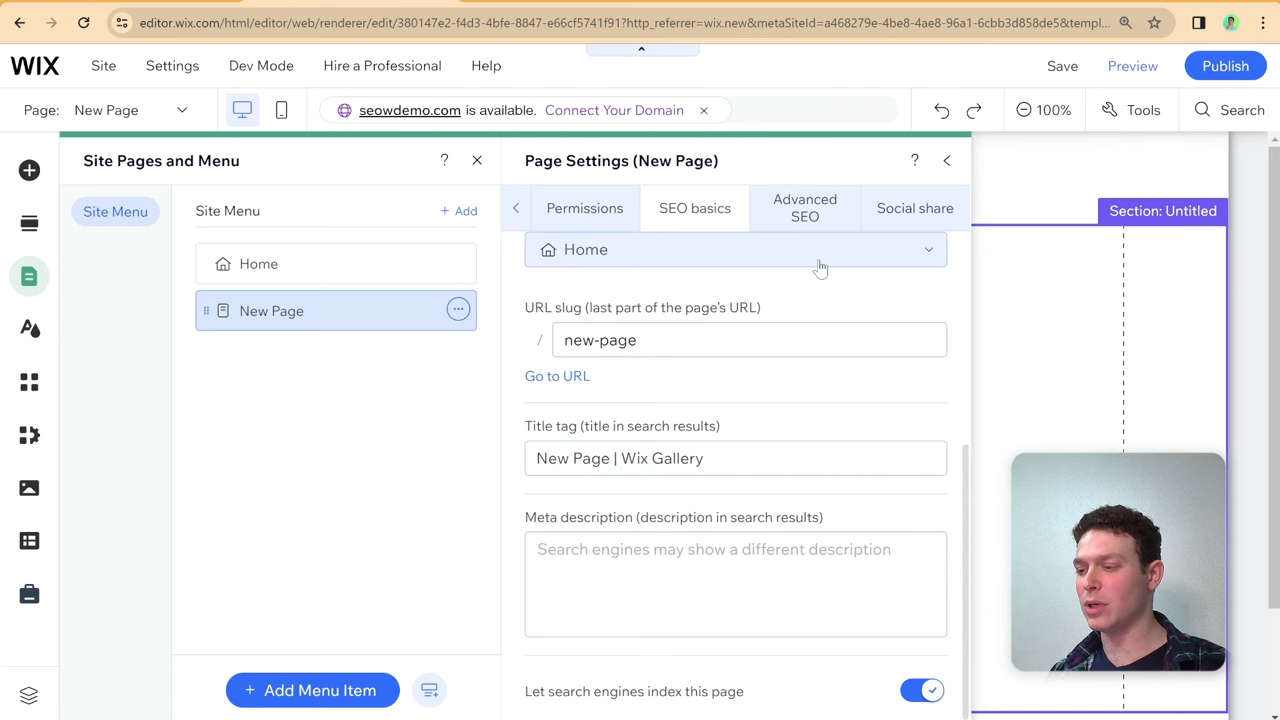 editor.wix.com/html/editor/web/renderer/edit/380147e2-f4d3-4bfe-8847-e66cf5741f91?http_referrer=wix.new&metaSiteId=a468279e-4be8-4ae8-96a1-6cbb3d858de5&templ...
WIX Site Settings Dev Mode Hire a Professional Help Save Preview Publish
Page: New Page seowdemo.com is available. Connect Your Domain 100% Tools Search
Site Pages and Menu ?
Page Settings (New Page) ?
Site Menu
Site Menu + Add
Home
New Page
+ Add Menu Item
Permissions SEO basics Advanced SEO Social share
Home
URL slug (last part of the page's URL)
/ new-page
Go to URL
Title tag (title in search results)
New Page | Wix Gallery
Meta description (description in search results)
Search engines may show a different description
Let search engines index this page
Section: Untitled